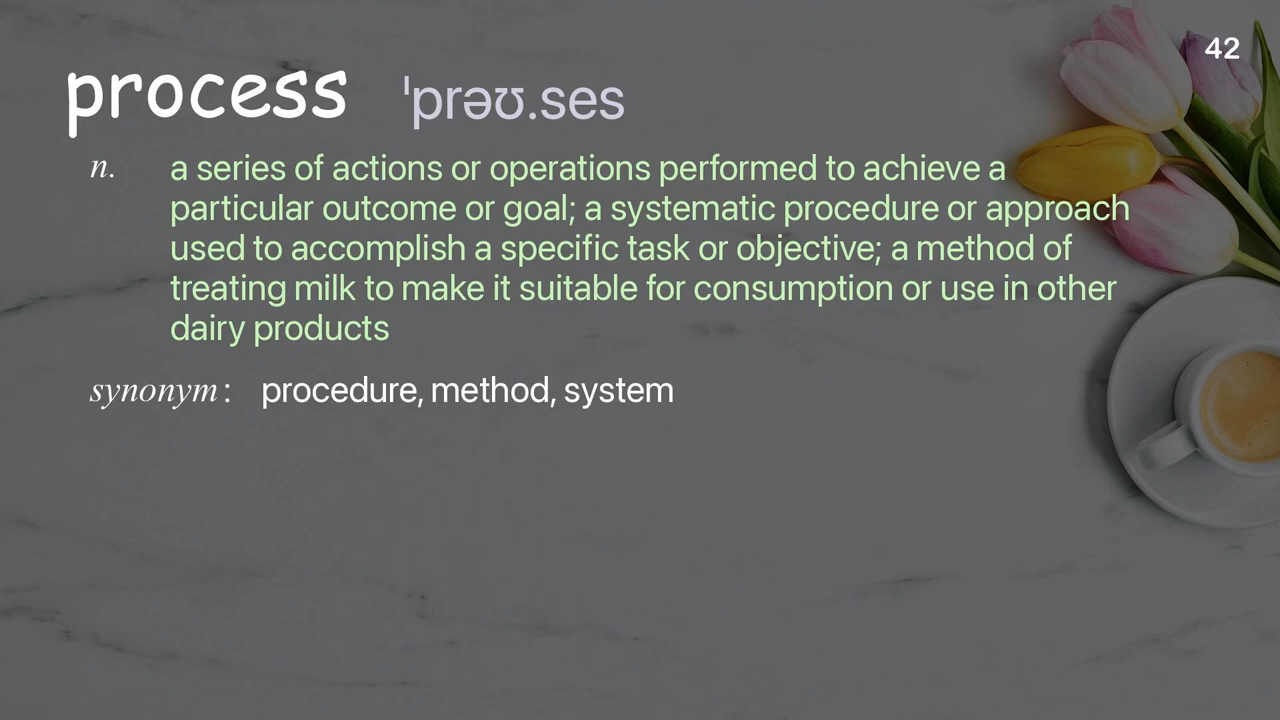 42
process ˈprəʊ.ses
n. a series of actions or operations performed to achieve a
particular outcome or goal; a systematic procedure or approach
used to accomplish a specific task or objective; a method of
treating milk to make it suitable for consumption or use in other
dairy products
synonym: procedure, method, system